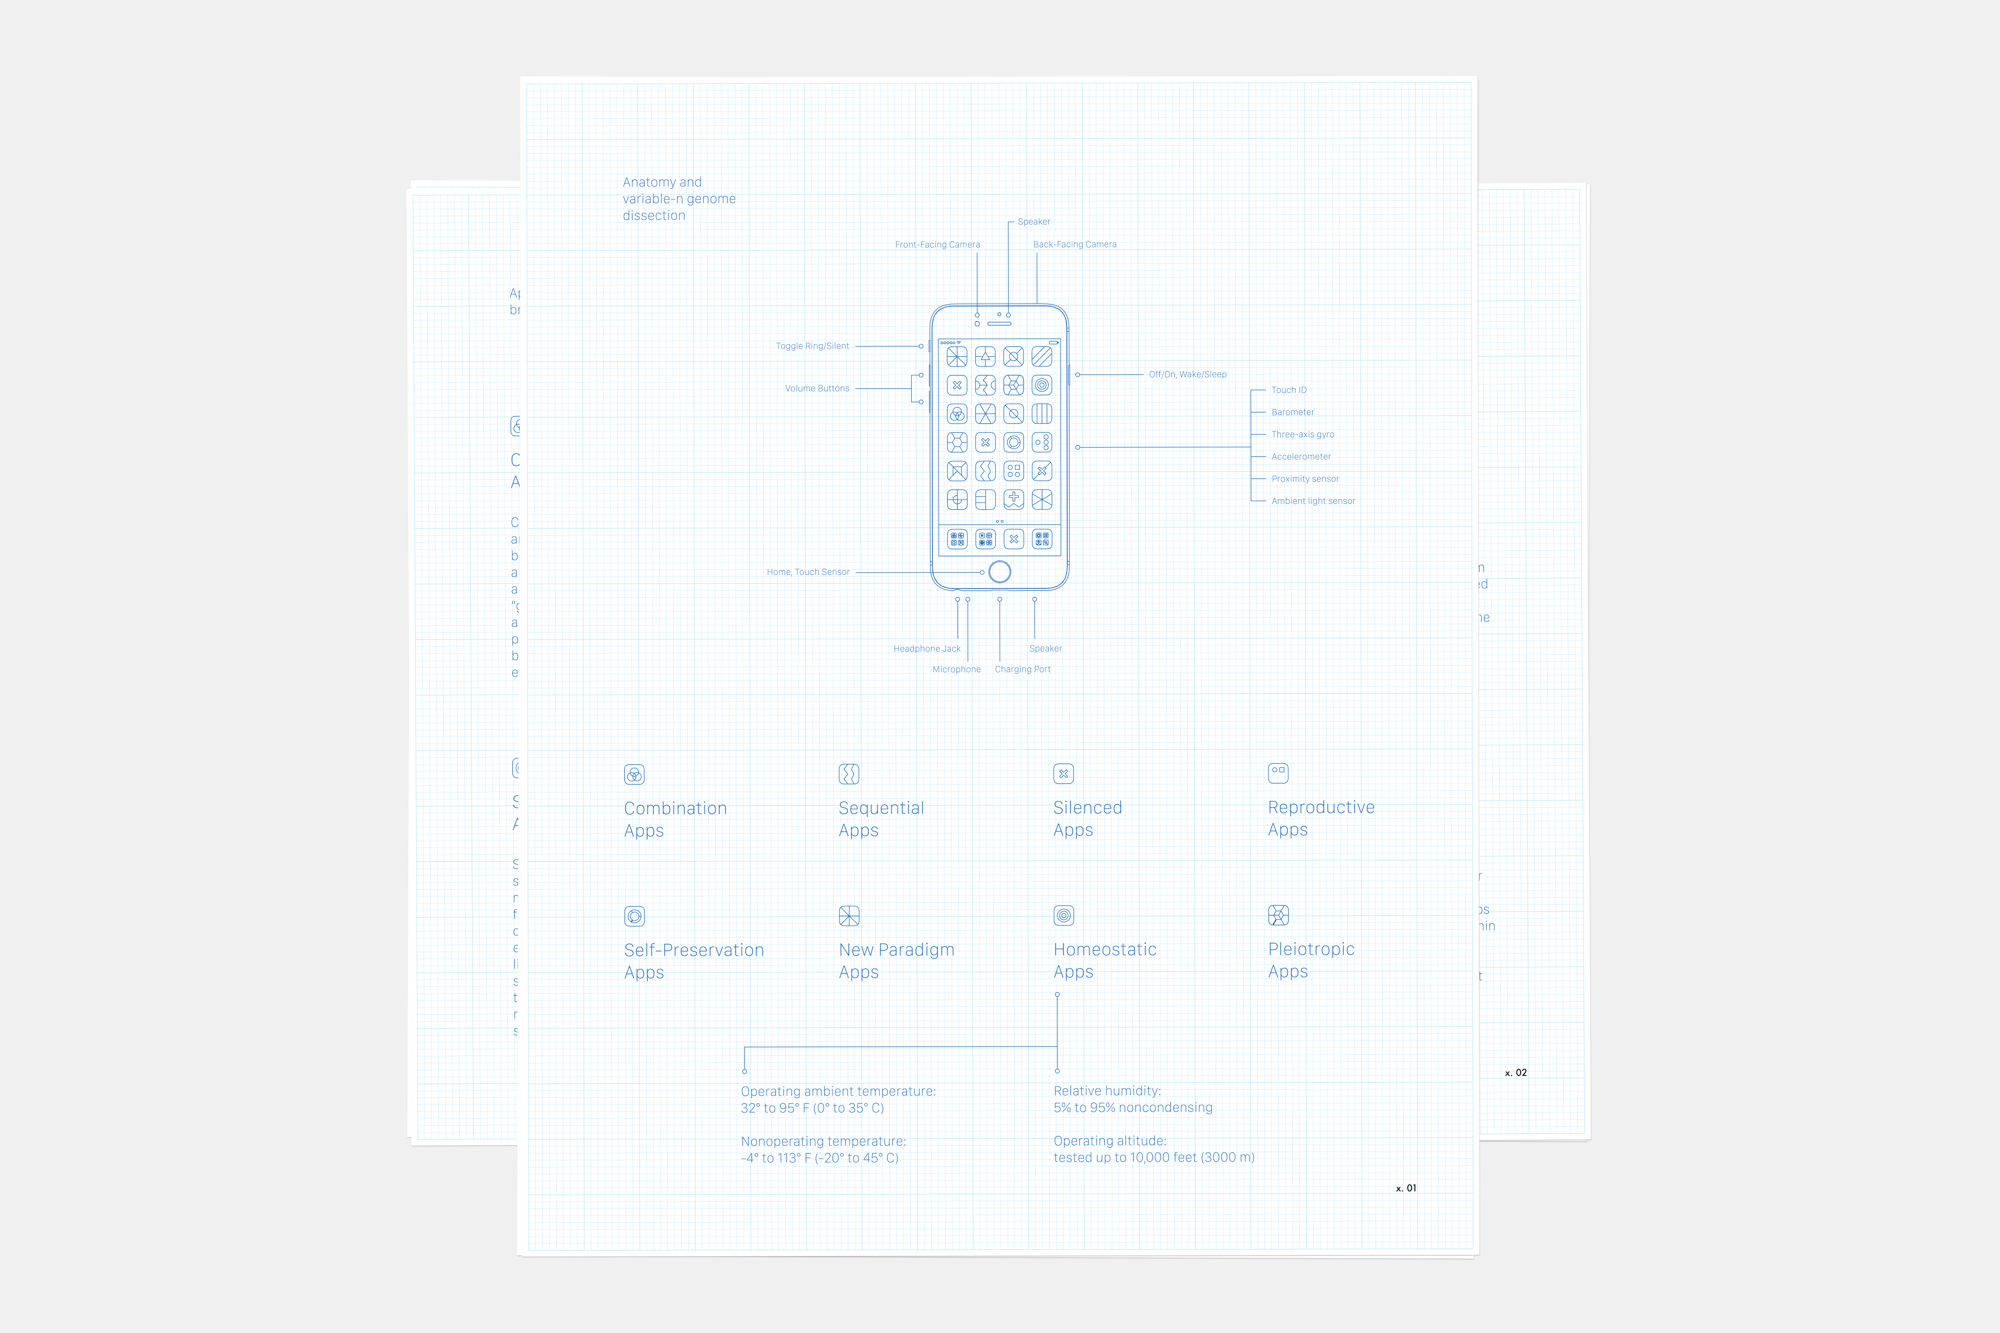 Anatomy and
variable-n genome
dissection
Speaker
Front-Facing Camera
Back-Facing Camera
Toggle Ring/Silent
Volume Buttons
Off/On, Wake/Sleep
Touch ID
Barometer
Three-axis gyro
Accelerometer
Proximity sensor
Ambient light sensor
Home, Touch Sensor
Headphone Jack
Speaker
Microphone
Charging Port
Combination
Apps
Sequential
Apps
Silenced
Apps
Reproductive
Apps
Self-Preservation
Apps
New Paradigm
Apps
Homeostatic
Apps
Pleiotropic
Apps
Operating ambient temperature:
32° to 95° F (0° to 35° C)
Nonoperating temperature:
-4° to 113° F (-20° to 45° C)
Relative humidity:
5% to 95% noncondensing
Operating altitude:
tested up to 10,000 feet (3000 m)
x. 01
x. 02